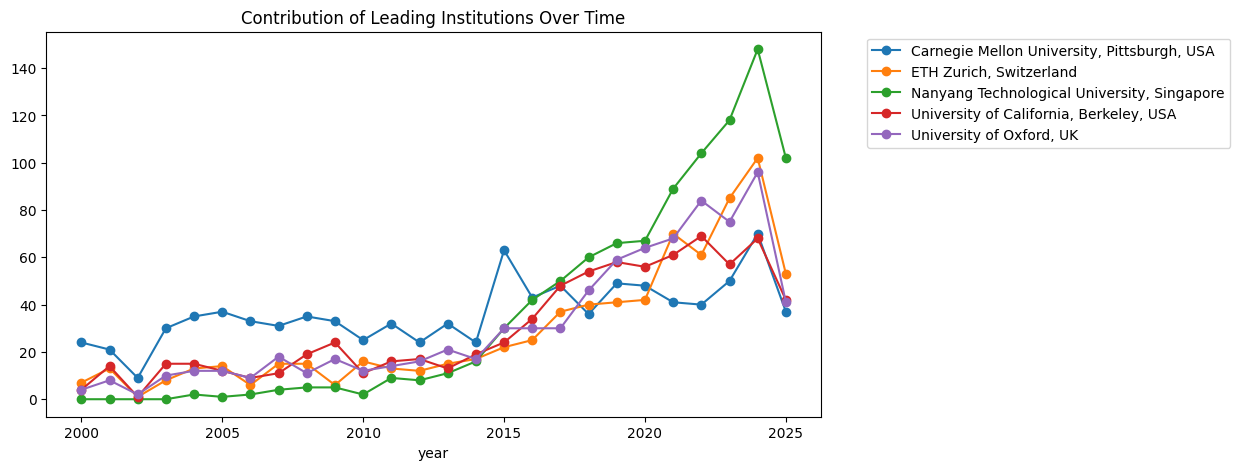 Contribution of Leading Institutions Over Time
140
120
100
80
60
40
20
0
2000
2005
2010
2015
2020
2025
year
Carnegie Mellon University, Pittsburgh, USA
ETH Zurich, Switzerland
Nanyang Technological University, Singapore
University of California, Berkeley, USA
University of Oxford, UK